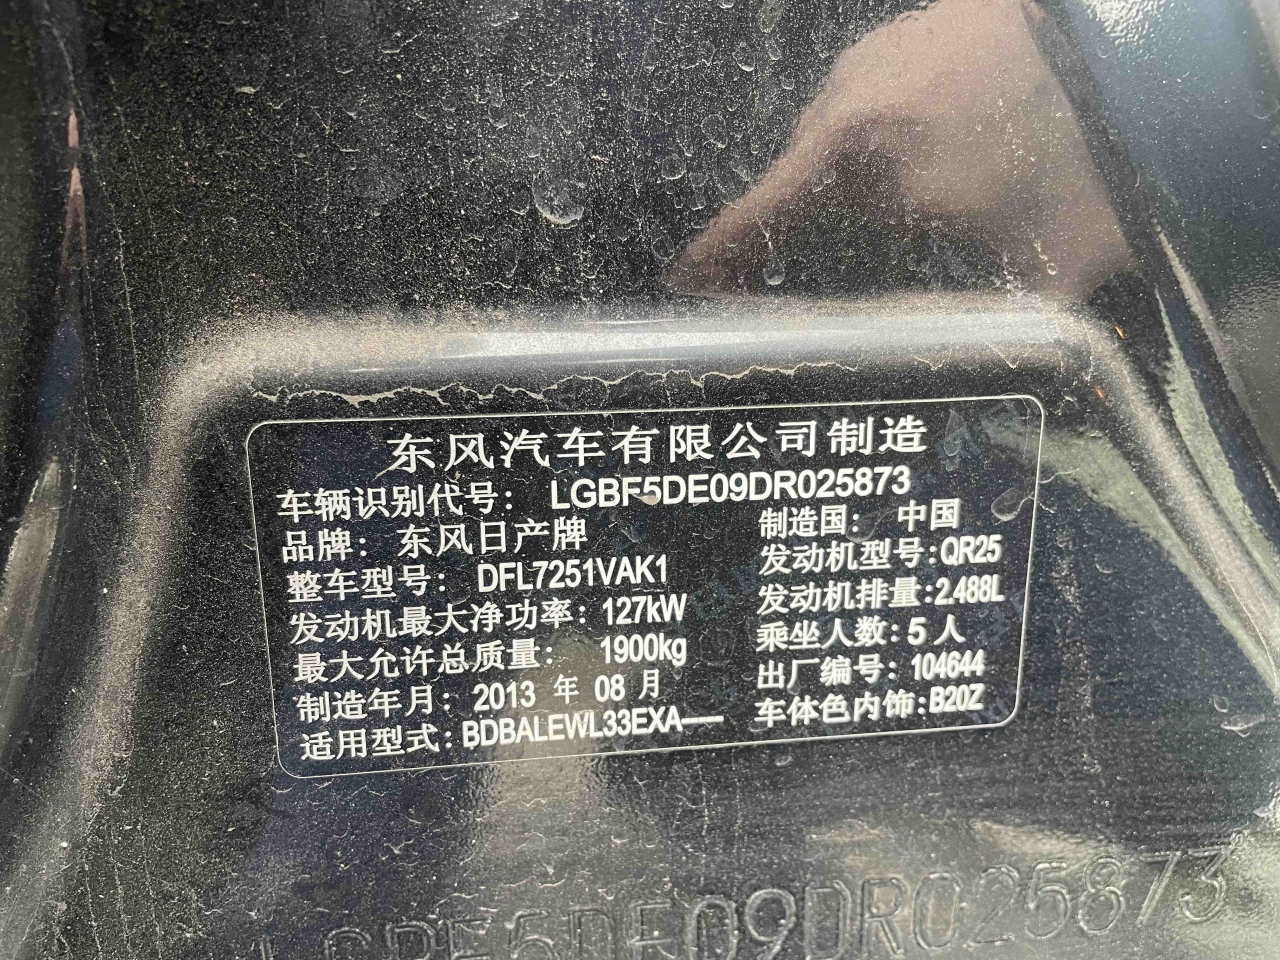 东风汽车有限公司制造
车辆识别代号： LGBF5DE09DR025873
品牌： 东风日产牌 制造国： 中国
整车型号： DFL7251VAK1 发动机型号:QR25
发动机最大净功率: 127kW 发动机排量:2.488L
最大允许总质量: 1900kg 乘坐人数: 5 人
制造年月: 2013 年 08 月 出厂编号: 104644
适用型式: BDBALEWL33EXA---- 车体色内饰:B20Z
LGBF5DE09DR025873